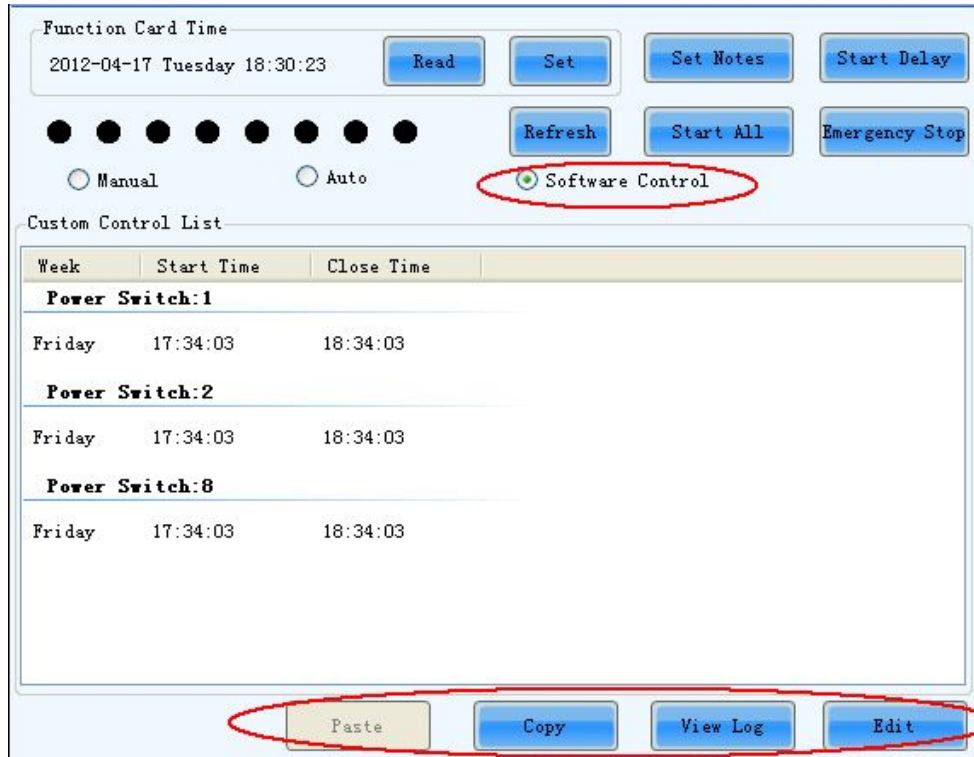 Function Card Time
2012-04-17 Tuesday 18:30:23 Read Set Set Notes Start Delay
Refresh Start All Emergency Stop
Manual Auto Software Control
Custom Control List
Week Start Time Close Time
Power Switch:1
Friday 17:34:03 18:34:03
Power Switch:2
Friday 17:34:03 18:34:03
Power Switch:8
Friday 17:34:03 18:34:03
Paste Copy View Log Edit